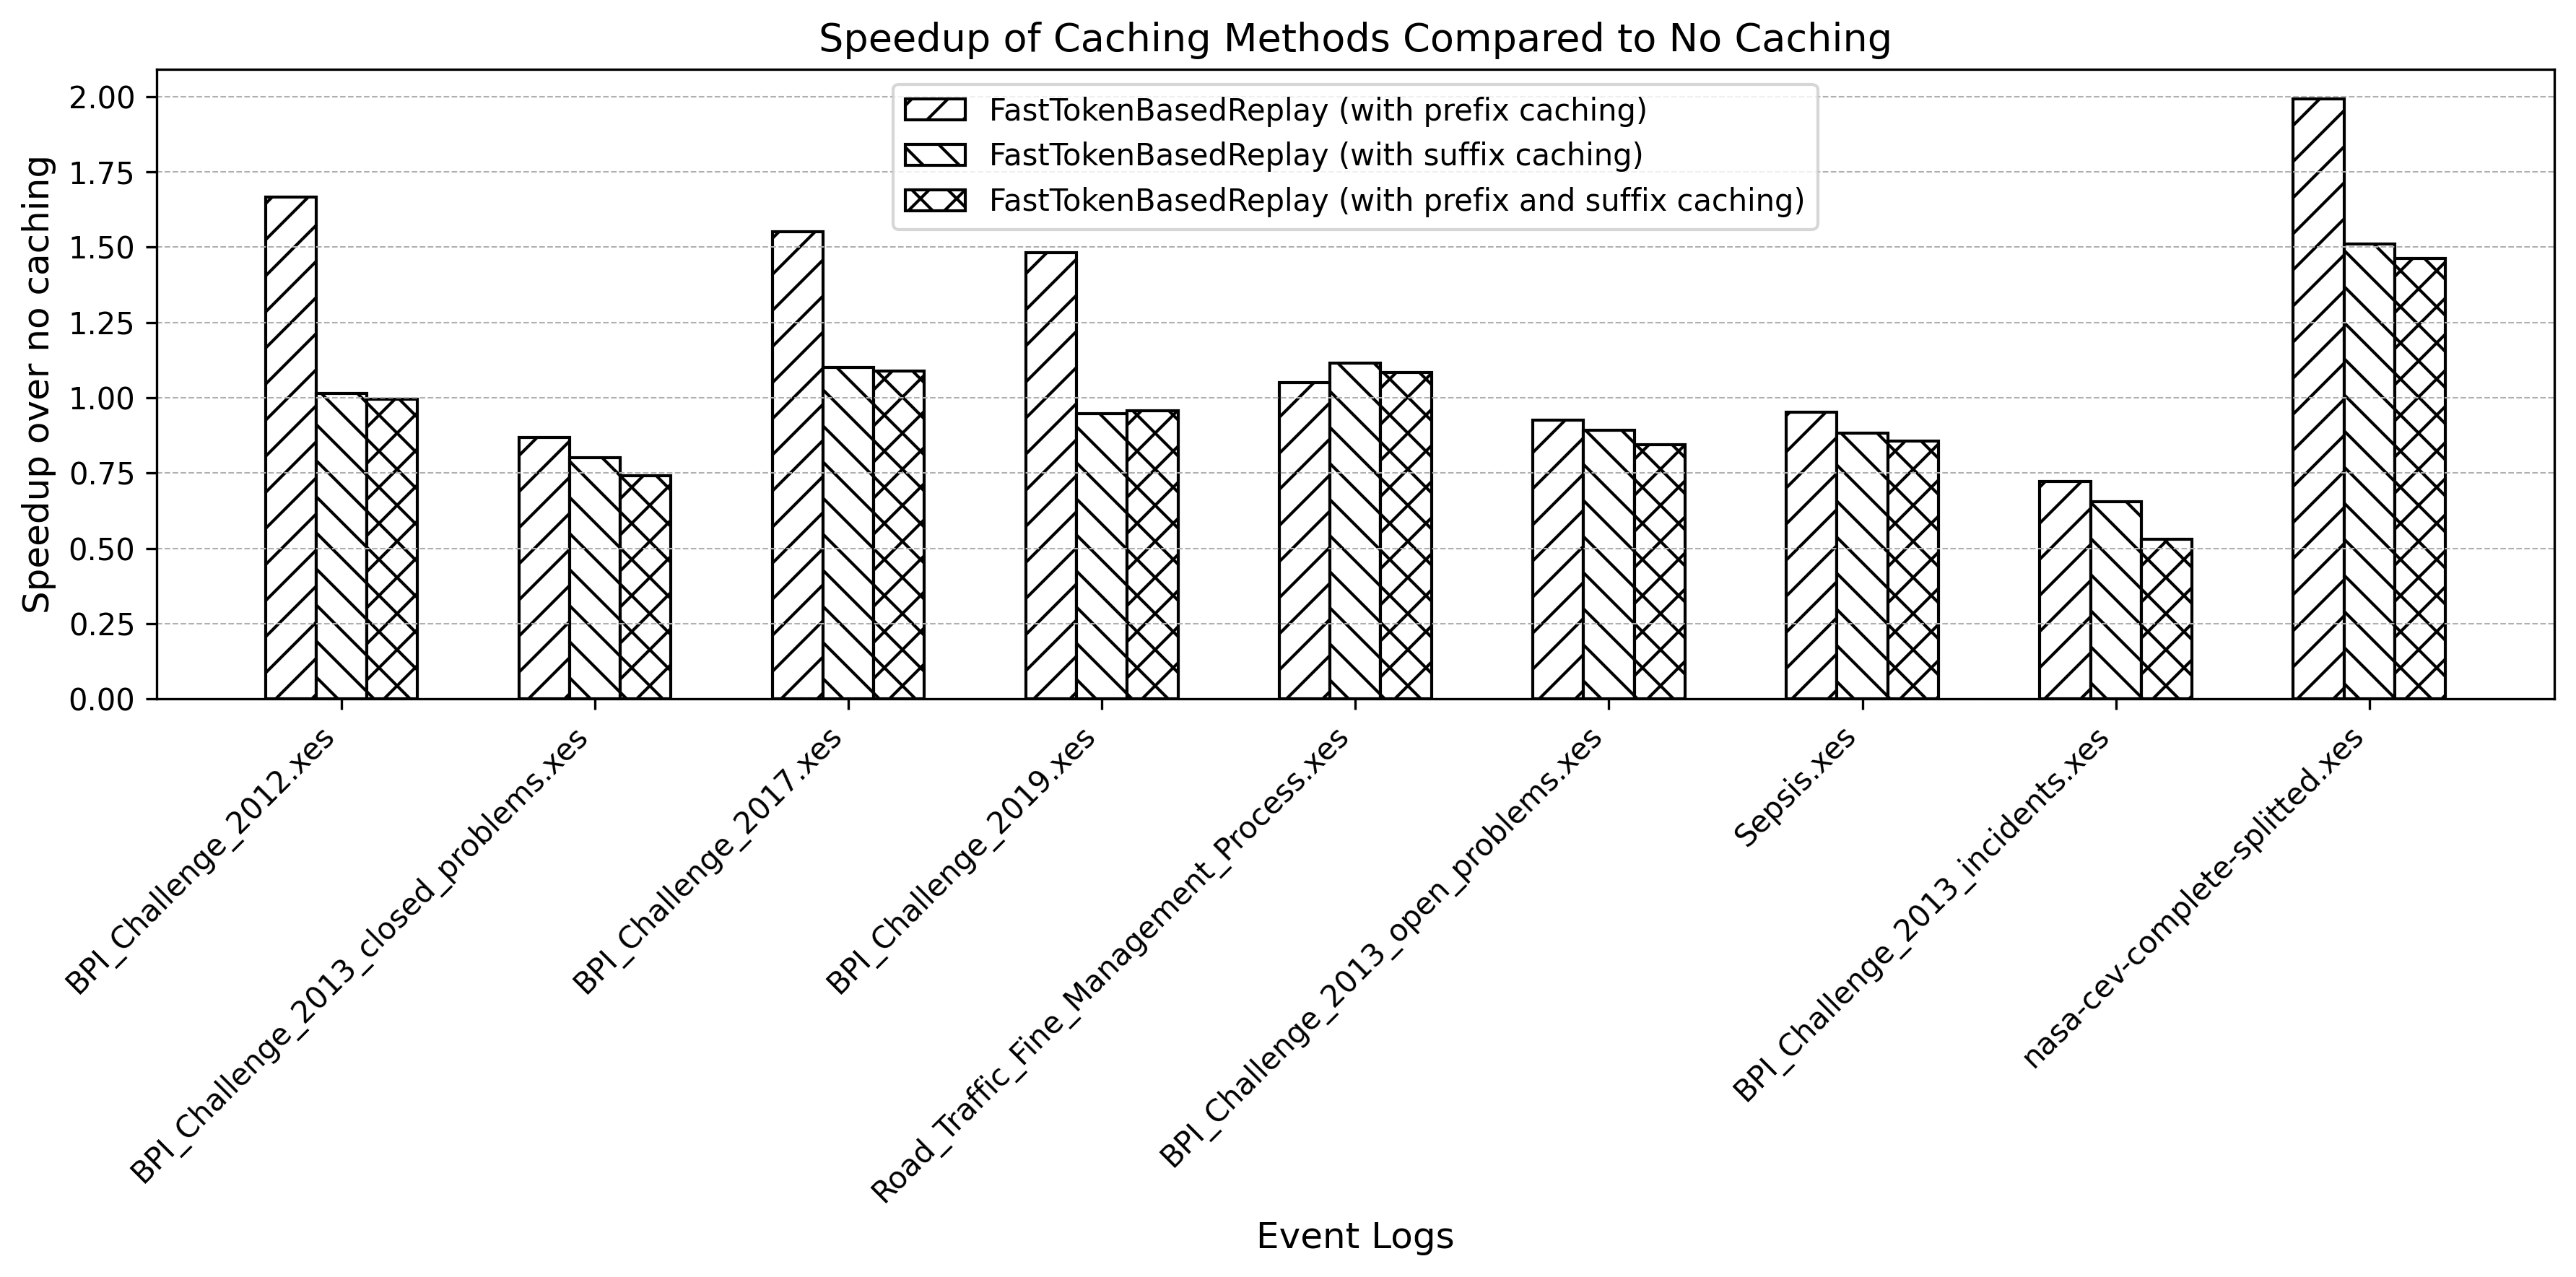 Speedup of Caching Methods Compared to No Caching
Speedup over no caching
2.00
1.75
1.50
1.25
1.00
0.75
0.50
0.25
0.00
FastTokenBasedReplay (with prefix caching)
FastTokenBasedReplay (with suffix caching)
FastTokenBasedReplay (with prefix and suffix caching)
BPI_Challenge_2012.xes
BPI_Challenge_2013_closed_problems.xes
BPI_Challenge_2017.xes
BPI_Challenge_2019.xes
Road_Traffic_Fine_Management_Process.xes
BPI_Challenge_2013_open_problems.xes
Sepsis.xes
BPI_Challenge_2013_incidents.xes
nasa-cev-complete-splitted.xes
Event Logs